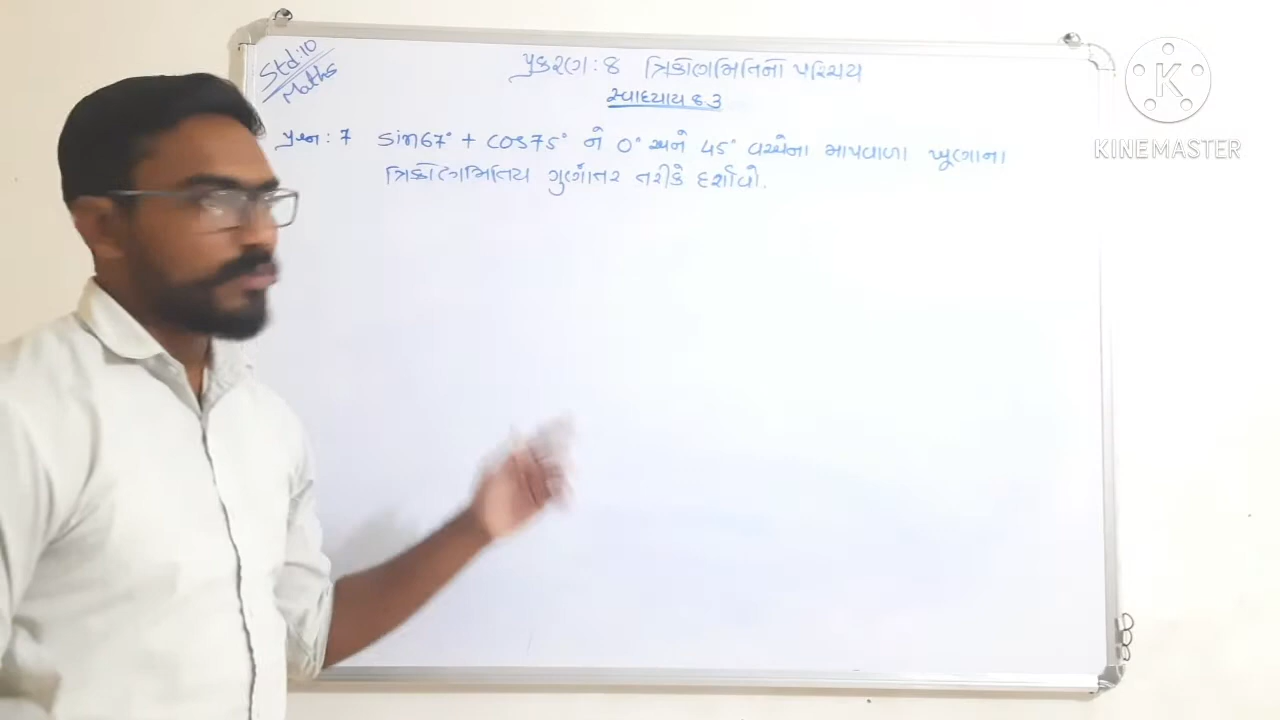 Std:10
Maths
પ્રકરણ : 8 ત્રિકોણમિતિનો પરિચય
સ્વાધ્યાય 8.3
પ્રશ્ન : 7 sin67° + cos75° ને 0° અને 45° વચ્ચેના માપવાળા ખૂણાના
ત્રિકોણમિતિય ગુણોત્તર તરીકે દર્શાવો.
K
KINEMASTER